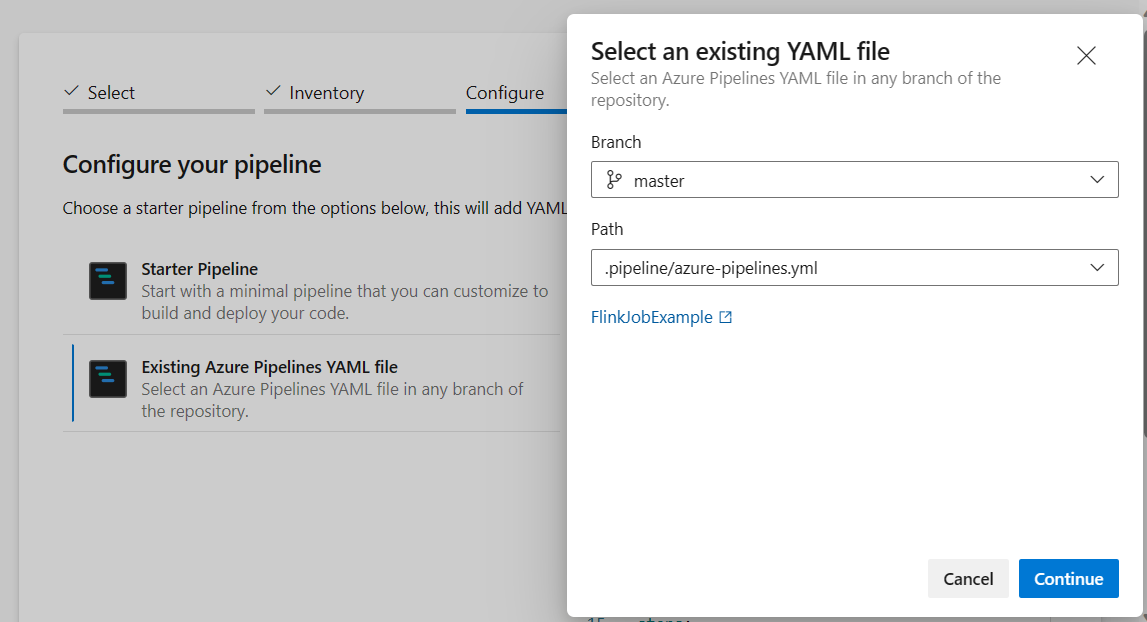 Select
Inventory
Configure
Configure your pipeline
Choose a starter pipeline from the options below, this will add YAML
Starter Pipeline
Start with a minimal pipeline that you can customize to
build and deploy your code.
Existing Azure Pipelines YAML file
Select an Azure Pipelines YAML file in any branch of
the repository.
Select an existing YAML file
Select an Azure Pipelines YAML file in any branch of the
repository.
Branch
master
Path
.pipeline/azure-pipelines.yml
FlinkJobExample
Cancel
Continue